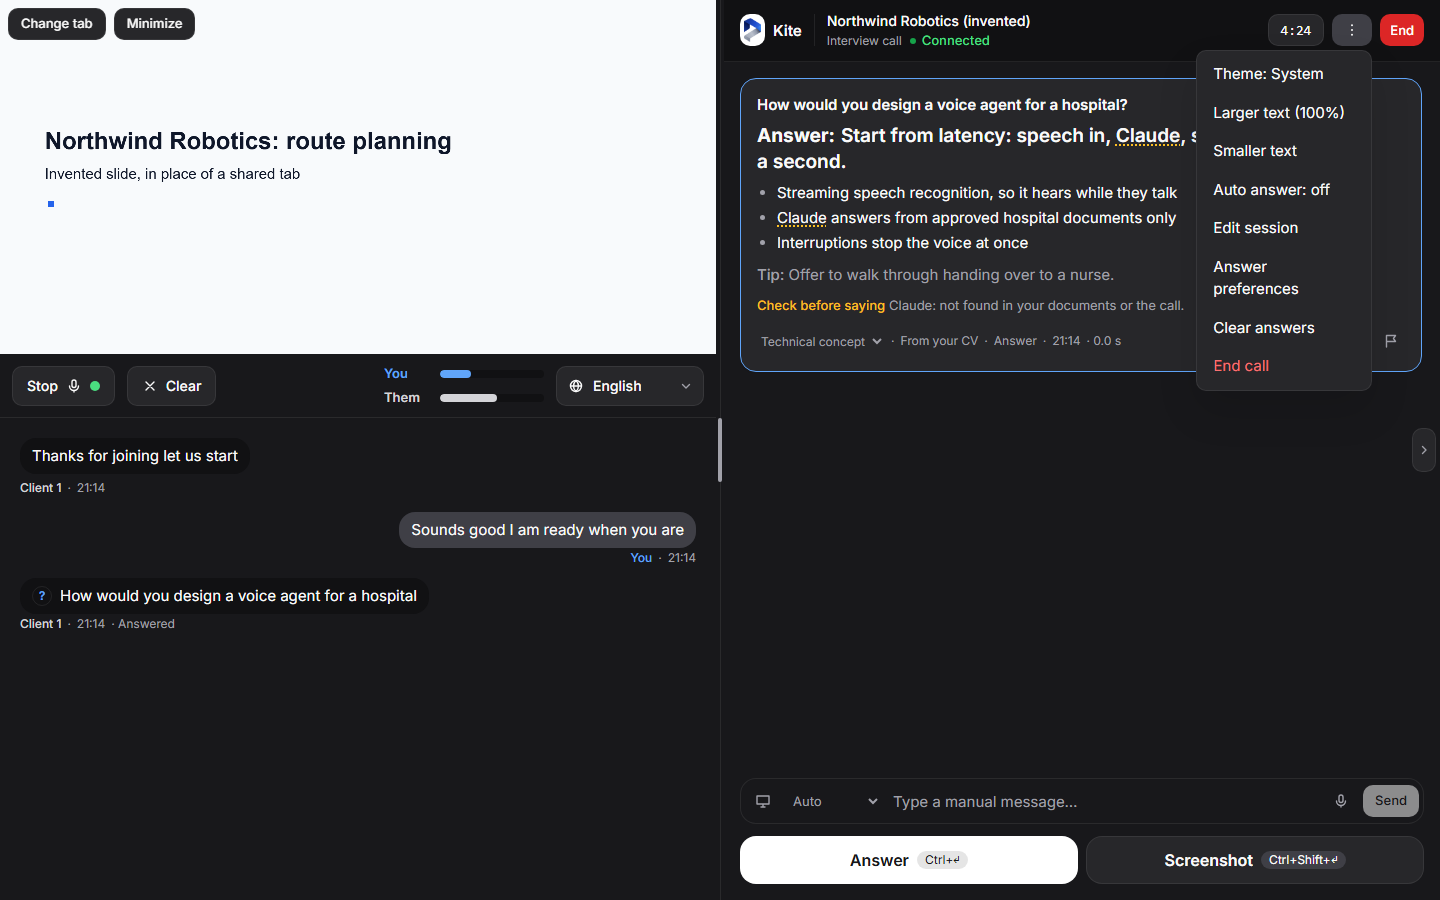 Change tab
Minimize
Northwind Robotics: route planning
Invented slide, in place of a shared tab
Stop
Clear
You
Them
English
Thanks for joining let us start
Client 1 · 21:14
Sounds good I am ready when you are
You · 21:14
? How would you design a voice agent for a hospital
Client 1 · 21:14 · Answered
Kite
Northwind Robotics (invented)
Interview call
Connected
4:24
End
How would you design a voice agent for a hospital?
Answer: Start from latency: speech in, Claude,
a second.
Streaming speech recognition, so it hears while they talk
Claude answers from approved hospital documents only
Interruptions stop the voice at once
Tip: Offer to walk through handing over to a nurse.
Check before saying Claude: not found in your documents or the call.
Technical concept · From your CV · Answer · 21:14 · 0.0 s
Theme: System
Larger text (100%)
Smaller text
Auto answer: off
Edit session
Answer
preferences
Clear answers
End call
Auto
Type a manual message...
Send
Answer Ctrl+↵
Screenshot Ctrl+Shift+↵